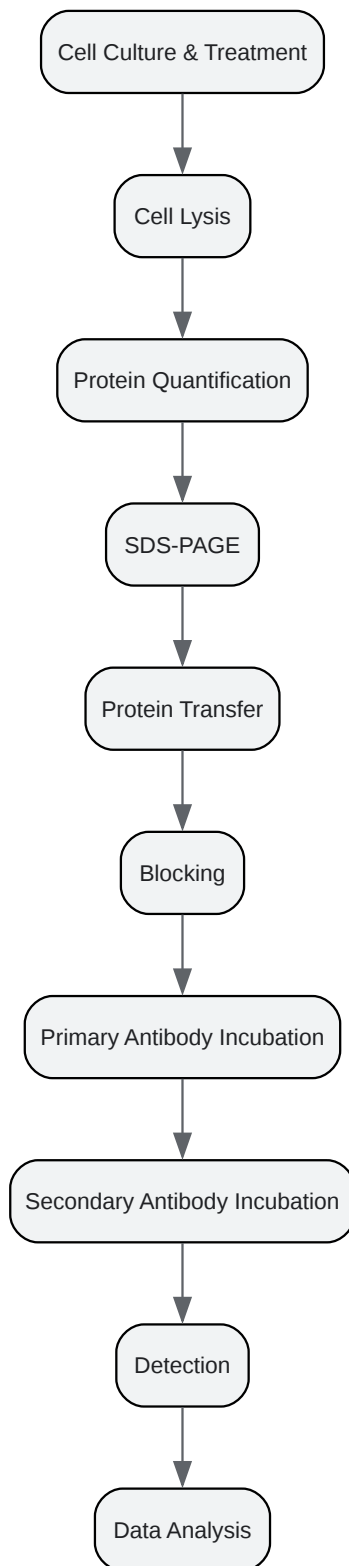 Cell Culture & Treatment
Cell Lysis
Protein Quantification
SDS-PAGE
Protein Transfer
Blocking
Primary Antibody Incubation
Secondary Antibody Incubation
Detection
Data Analysis